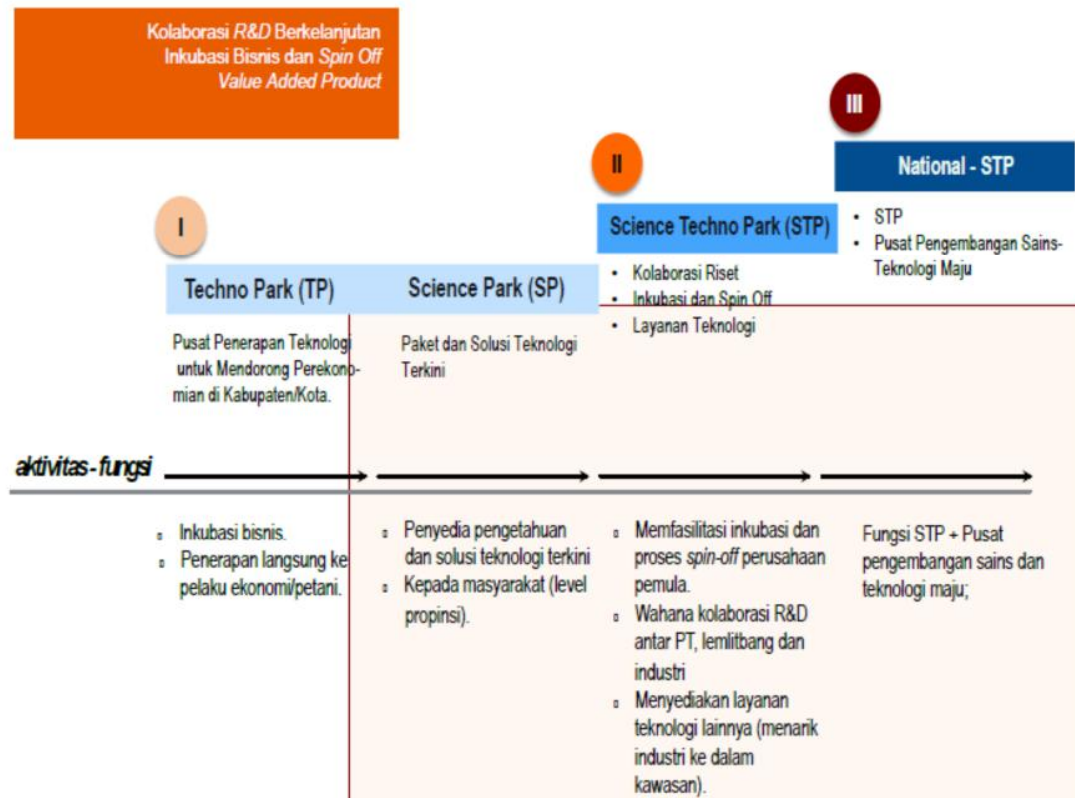 Kolaborasi R&D Berkelanjutan
Inkubasi Bisnis dan Spin Off
Value Added Product
I
Techno Park (TP)
Pusat Penerapan Teknologi
untuk Mendorong Perekono-
mian di Kabupaten/Kota.
Science Park (SP)
Paket dan Solusi Teknologi
Terkini
II
Science Techno Park (STP)
• Kolaborasi Riset
• Inkubasi dan Spin Off
• Layanan Teknologi
III
National - STP
• STP
• Pusat Pengembangan Sains-
Teknologi Maju
aktivitas - fungsi
Inkubasi bisnis.
Penerapan langsung ke
pelaku ekonomi/petani.
Penyedia pengetahuan
dan solusi teknologi terkini
Kepada masyarakat (level
propinsi).
Memfasilitasi inkubasi dan
proses spin-off perusahaan
pemula.
Wahana kolaborasi R&D
antar PT, lemlitbang dan
industri
Menyediakan layanan
teknologi lainnya (menarik
industri ke dalam
kawasan).
Fungsi STP + Pusat
pengembangan sains dan
teknologi maju;